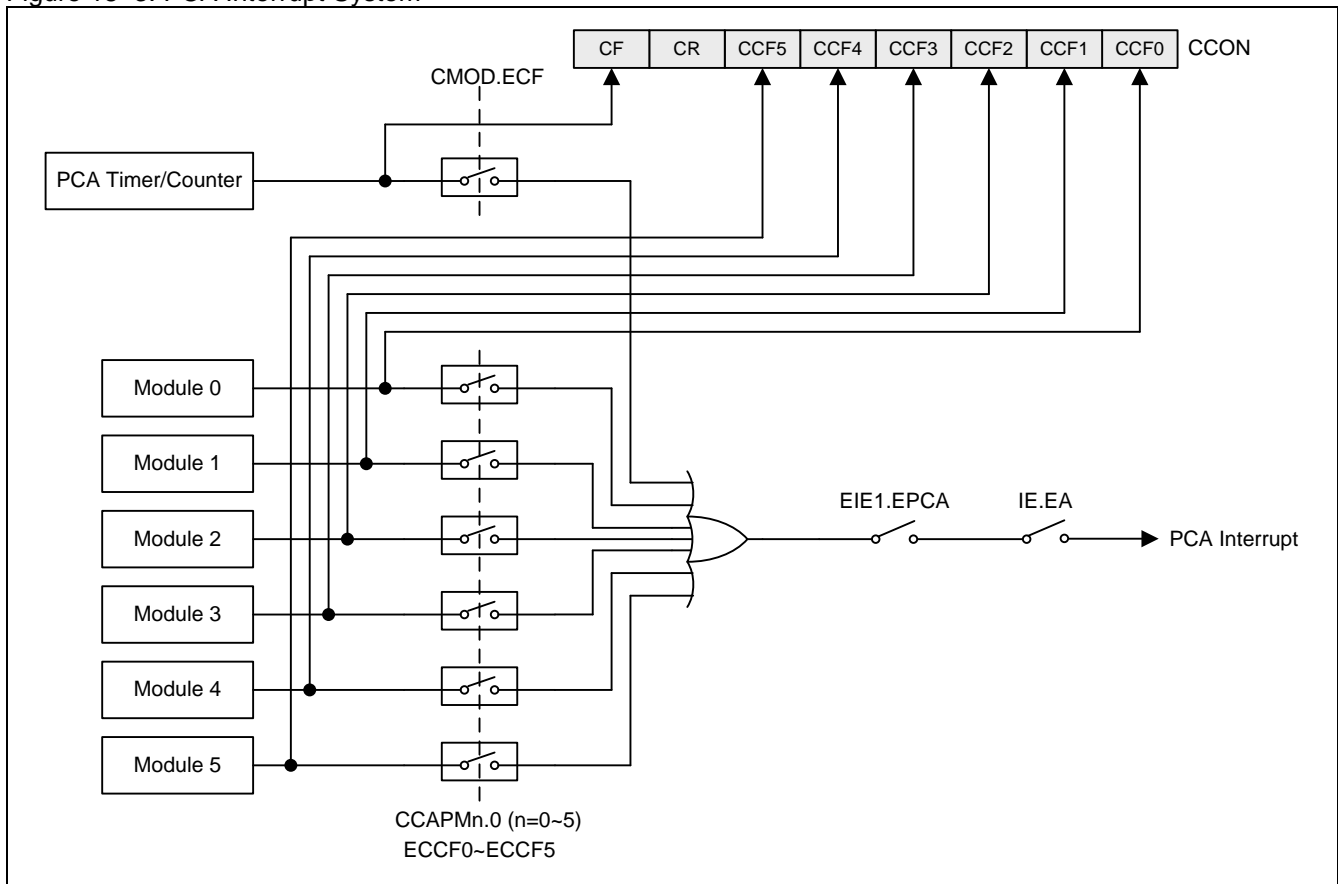 CF CR CCF5 CCF4 CCF3 CCF2 CCF1 CCF0 CCON
CMOD.ECF
PCA Timer/Counter
Module 0
Module 1
Module 2
Module 3
Module 4
Module 5
EIE1.EPCA
IE.EA
PCA Interrupt
CCAPMn.0 (n=0~5)
ECCF0~ECCF5